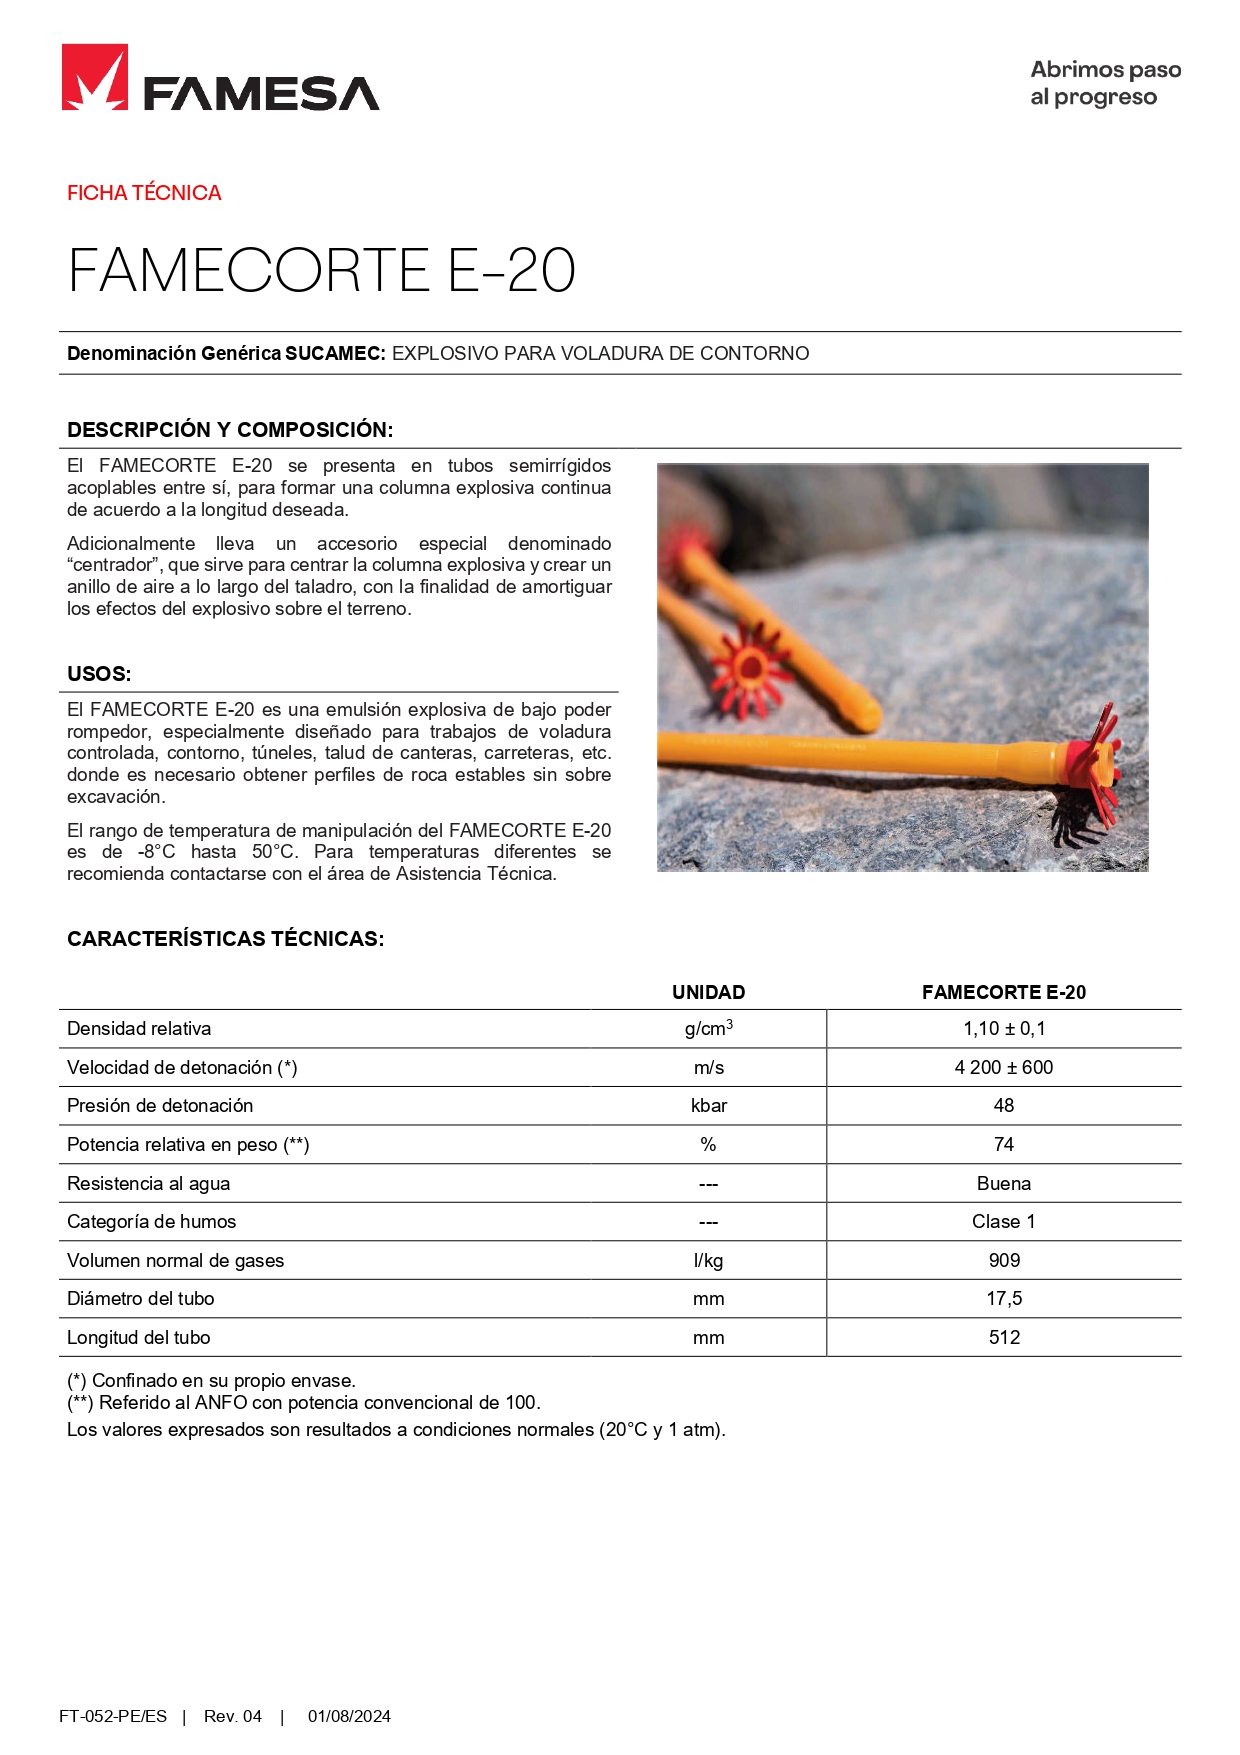 FAMESA
Abrimos paso
al progreso
FICHA TÉCNICA
FAMECORTE E-20
Denominación Genérica SUCAMEC: EXPLOSIVO PARA VOLADURA DE CONTORNO
DESCRIPCIÓN Y COMPOSICIÓN:
El FAMECORTE E-20 se presenta en tubos semirrígidos
acoplables entre sí, para formar una columna explosiva continua
de acuerdo a la longitud deseada.
Adicionalmente lleva un accesorio especial denominado
“centrador”, que sirve para centrar la columna explosiva y crear un
anillo de aire a lo largo del taladro, con la finalidad de amortiguar
los efectos del explosivo sobre el terreno.
USOS:
El FAMECORTE E-20 es una emulsión explosiva de bajo poder
rompedor, especialmente diseñado para trabajos de voladura
controlada, contorno, túneles, talud de canteras, carreteras, etc.
donde es necesario obtener perfiles de roca estables sin sobre
excavación.
El rango de temperatura de manipulación del FAMECORTE E-20
es de -8°C hasta 50°C. Para temperaturas diferentes se
recomienda contactarse con el área de Asistencia Técnica.
CARACTERÍSTICAS TÉCNICAS:
UNIDAD FAMECORTE E-20
Densidad relativa g/cm³ 1,10 ± 0,1
Velocidad de detonación (*) m/s 4 200 ± 600
Presión de detonación kbar 48
Potencia relativa en peso (**) % 74
Resistencia al agua --- Buena
Categoría de humos --- Clase 1
Volumen normal de gases l/kg 909
Diámetro del tubo mm 17,5
Longitud del tubo mm 512
(*) Confinado en su propio envase.
(**) Referido al ANFO con potencia convencional de 100.
Los valores expresados son resultados a condiciones normales (20°C y 1 atm).
FT-052-PE/ES | Rev. 04 | 01/08/2024